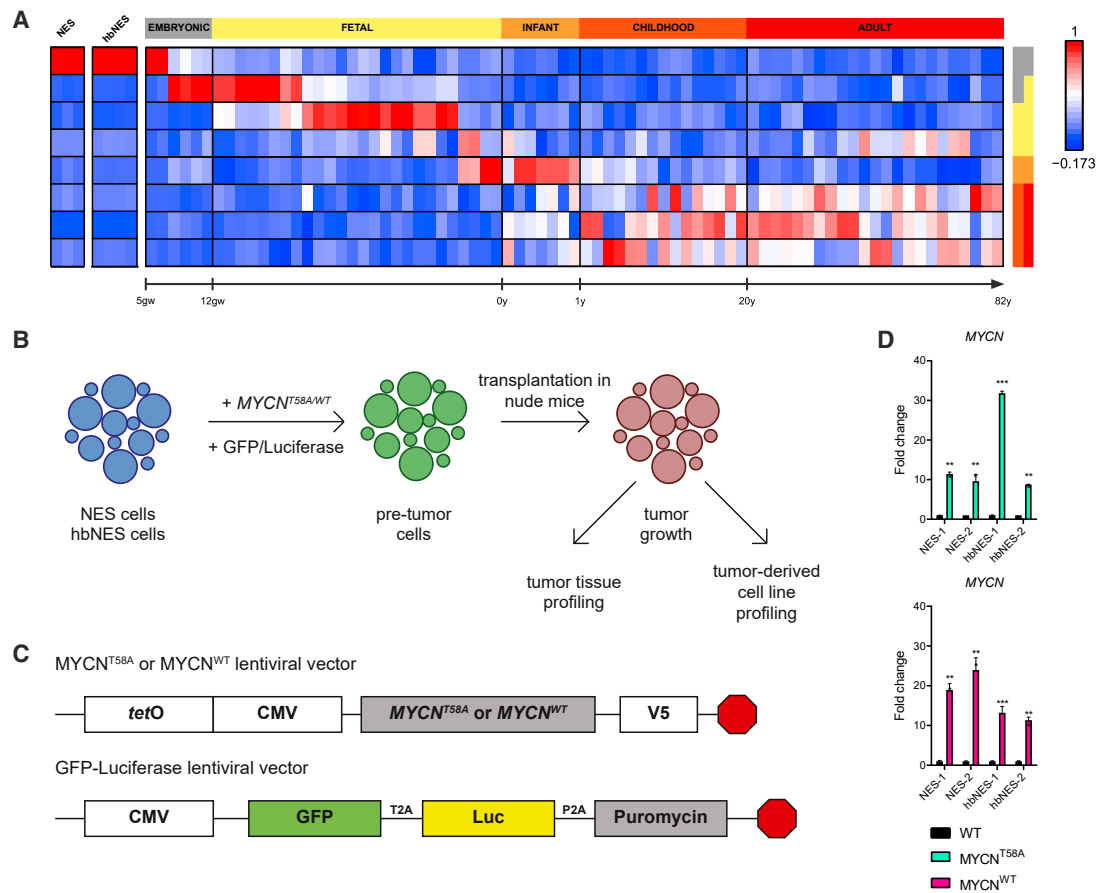 A
NES
hbNES
EMBRYONIC
FETAL
INFANT
CHILDHOOD
ADULT
1
−0.173
5gw
12gw
0y
1y
20y
82y
B
NES cells
hbNES cells
+ MYCN^T58A/WT
+ GFP/Luciferase
pre-tumor
cells
transplantation in
nude mice
tumor
growth
tumor tissue
profiling
tumor-derived
cell line
profiling
C
MYCN^T58A or MYCN^WT lentiviral vector
tetO
CMV
MYCN^T58A or MYCN^WT
V5
GFP-Luciferase lentiviral vector
CMV
GFP
T2A
Luc
P2A
Puromycin
D
MYCN
Fold change
40
30
20
10
0
**
**
***
**
NES-1
NES-2
hbNES-1
hbNES-2
MYCN
Fold change
40
30
20
10
0
**
**
***
**
NES-1
NES-2
hbNES-1
hbNES-2
WT
MYCN^T58A
MYCN^WT